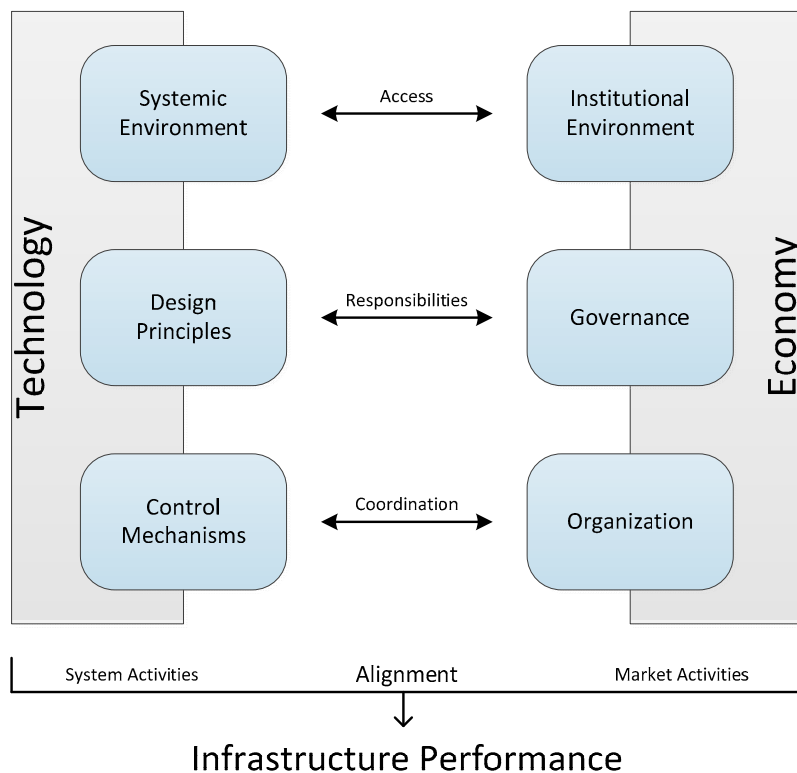 Systemic
Environment
Access
Institutional
Environment
Technology
Design
Principles
Responsibilities
Governance
Economy
Control
Mechanisms
Coordination
Organization
System Activities
Alignment
Market Activities
Infrastructure Performance